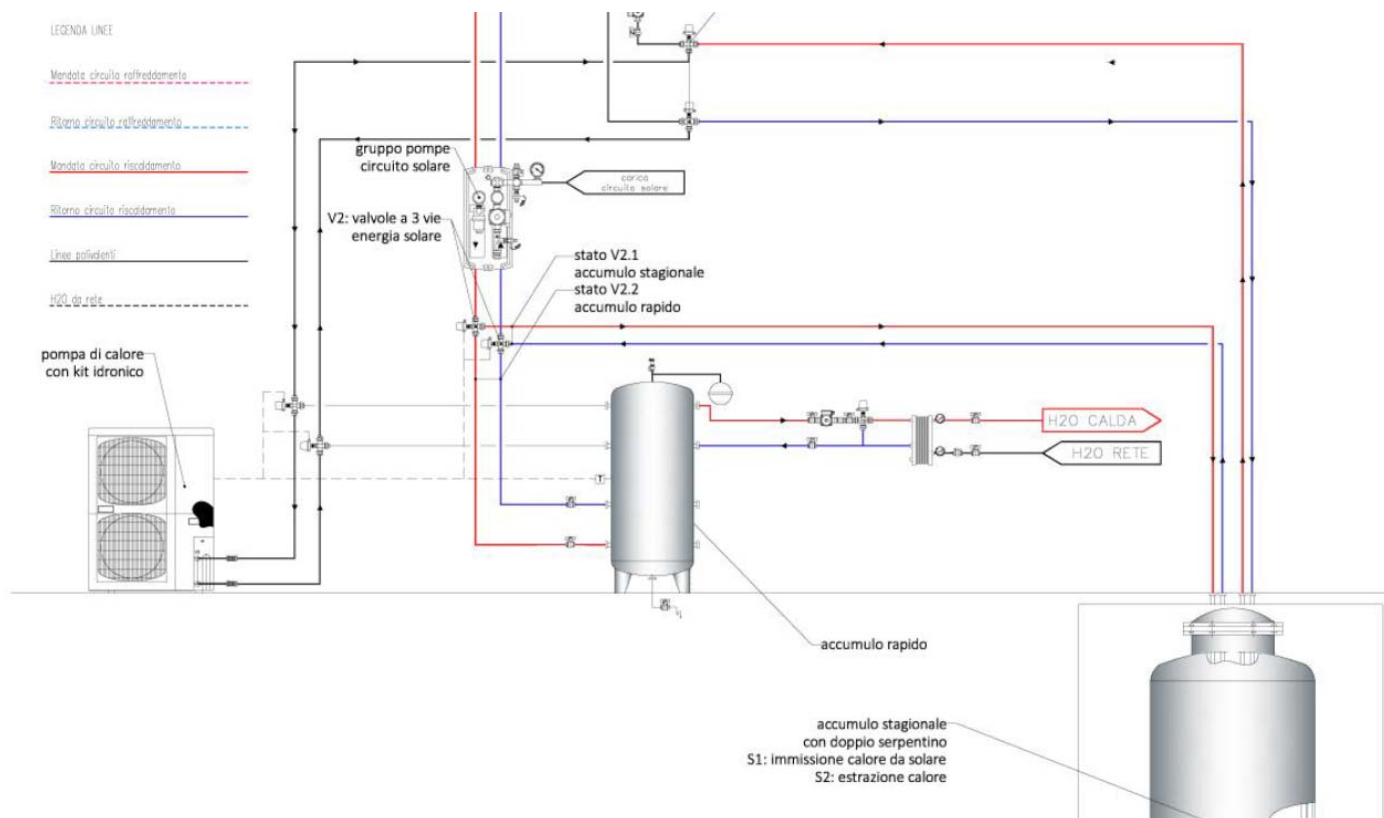 LEGENDA LINEE
Mandata circuito raffreddamento
Ritorno circuito raffreddamento
Mandata circuito riscaldamento
Ritorno circuito riscaldamento
Linee polivalenti
H2O da rete
gruppo pompe
circuito solare
carica
circuito solare
V2: valvole a 3 vie
energia solare
stato V2.1
accumulo stagionale
stato V2.2
accumulo rapido
pompa di calore
con kit idronico
H2O CALDA
H2O RETE
T
accumulo rapido
accumulo stagionale
con doppio serpentino
S1: immissione calore da solare
S2: estrazione calore